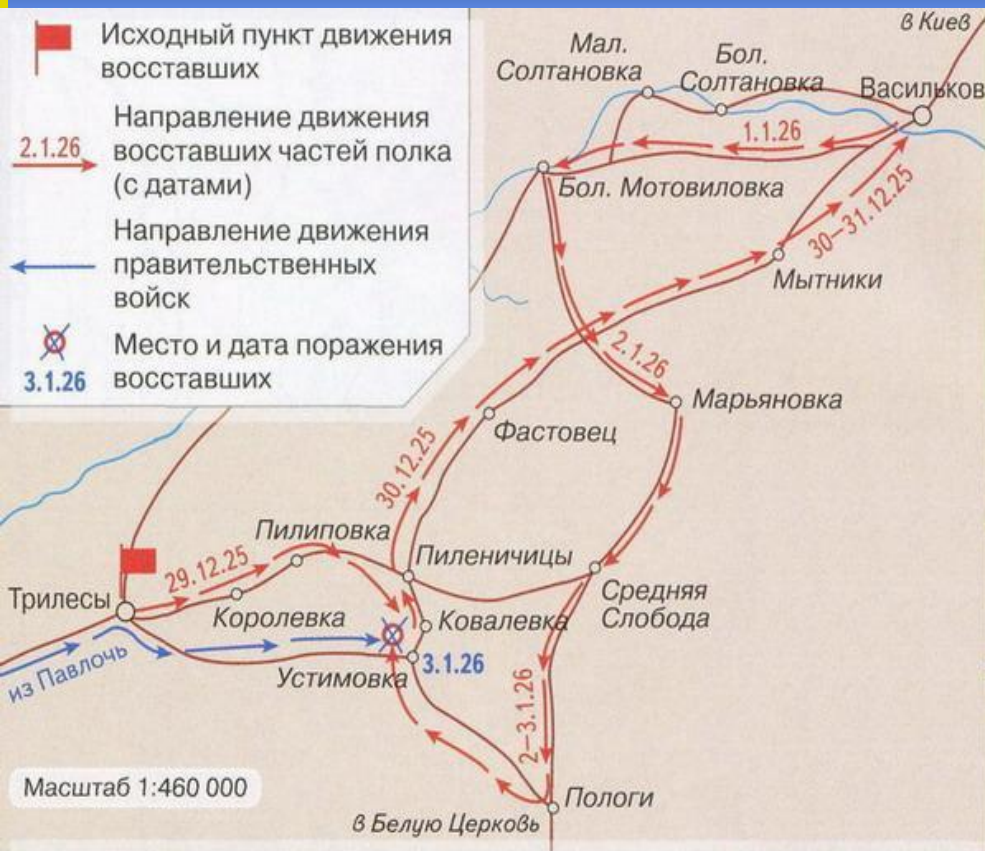 Исходный пункт движения
восставших
2.1.26
Направление движения
восставших частей полка
(с датами)
Направление движения
правительственных
войск
3.1.26
Место и дата поражения
восставших
в Киев
Мал.
Солтановка
Бол.
Солтановка
Васильков
1.1.26
Бол. Мотовиловка
30–31.12.25
Мытники
2.1.26
Марьяновка
Фастовец
30.12.25
Пилиповка
Пиленичицы
29.12.25
Трилесы
Королевка
Ковалевка
Средняя
Слобода
из Павлочь
Устимовка
3.1.26
2–3.1.26
Масштаб 1:460 000
Пологи
в Белую Церковь